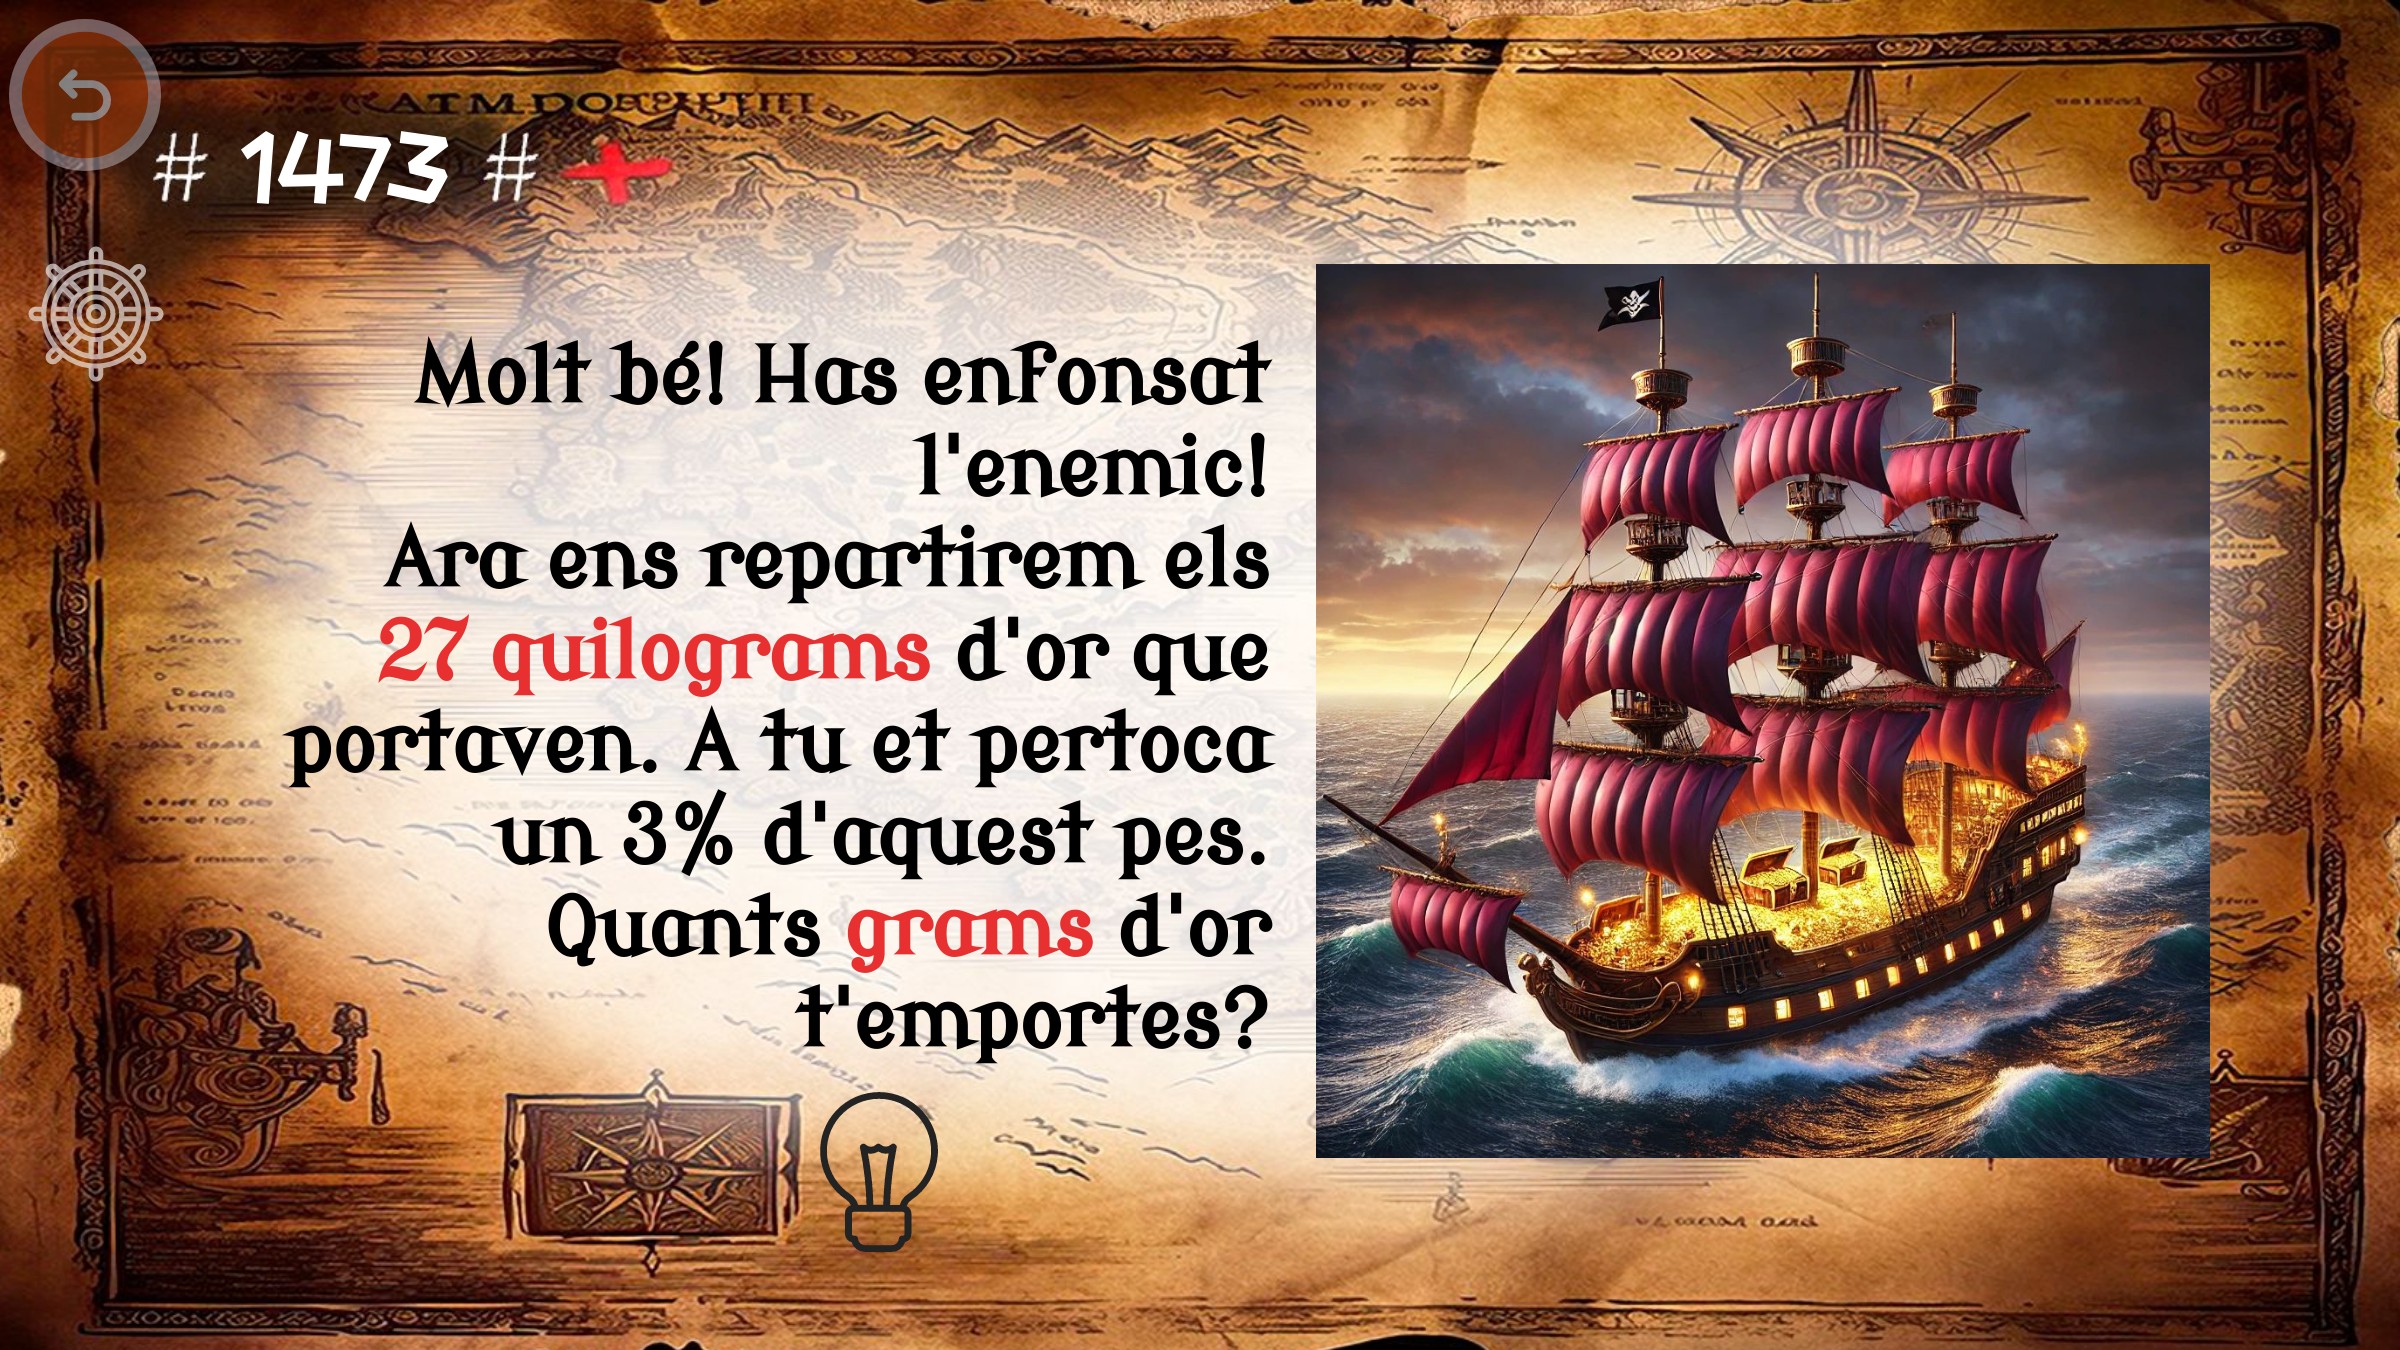 # 1473 #
Molt bé! Has enfonsat
l'enemic!
Ara ens repartirem els
27 quilograms d'or que
portaven. A tu et pertoca
un 3% d'aquest pes.
Quants grams d'or
t'emportes?